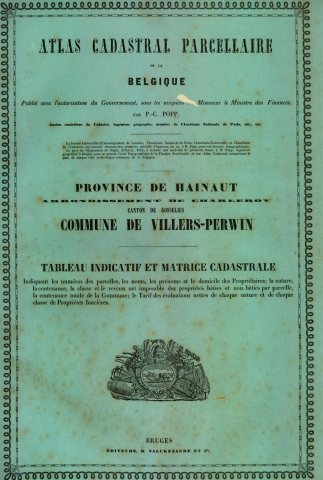 ATLAS CADASTRAL PARCELLAIRE
DE LA
BELGIQUE
Publié avec l'autorisation du Gouvernement, sous les auspices de Monsieur le Ministre des Finances,
PAR P.-C. POPP,
PROVINCE DE HAINAUT
ARRONDISSEMENT DE CHARLEROY
CANTON DE GOSSELIES
COMMUNE DE VILLERS-PERWIN
TABLEAU INDICATIF ET MATRICE CADASTRALE
Indiquant les numéros des parcelles, les noms, les prénoms et le domicile des Propriétaires; la nature,
la contenance, la classe et le revenu net imposable des propriétés bâties et non bâties par parcelle,
la contenance totale de la Commune; le Tarif des évaluations nettes de chaque nature et de chaque
classe de Propriétés foncières.
BRUGES
ÉDITEURS, D. VALCKENAERE ET Cie.